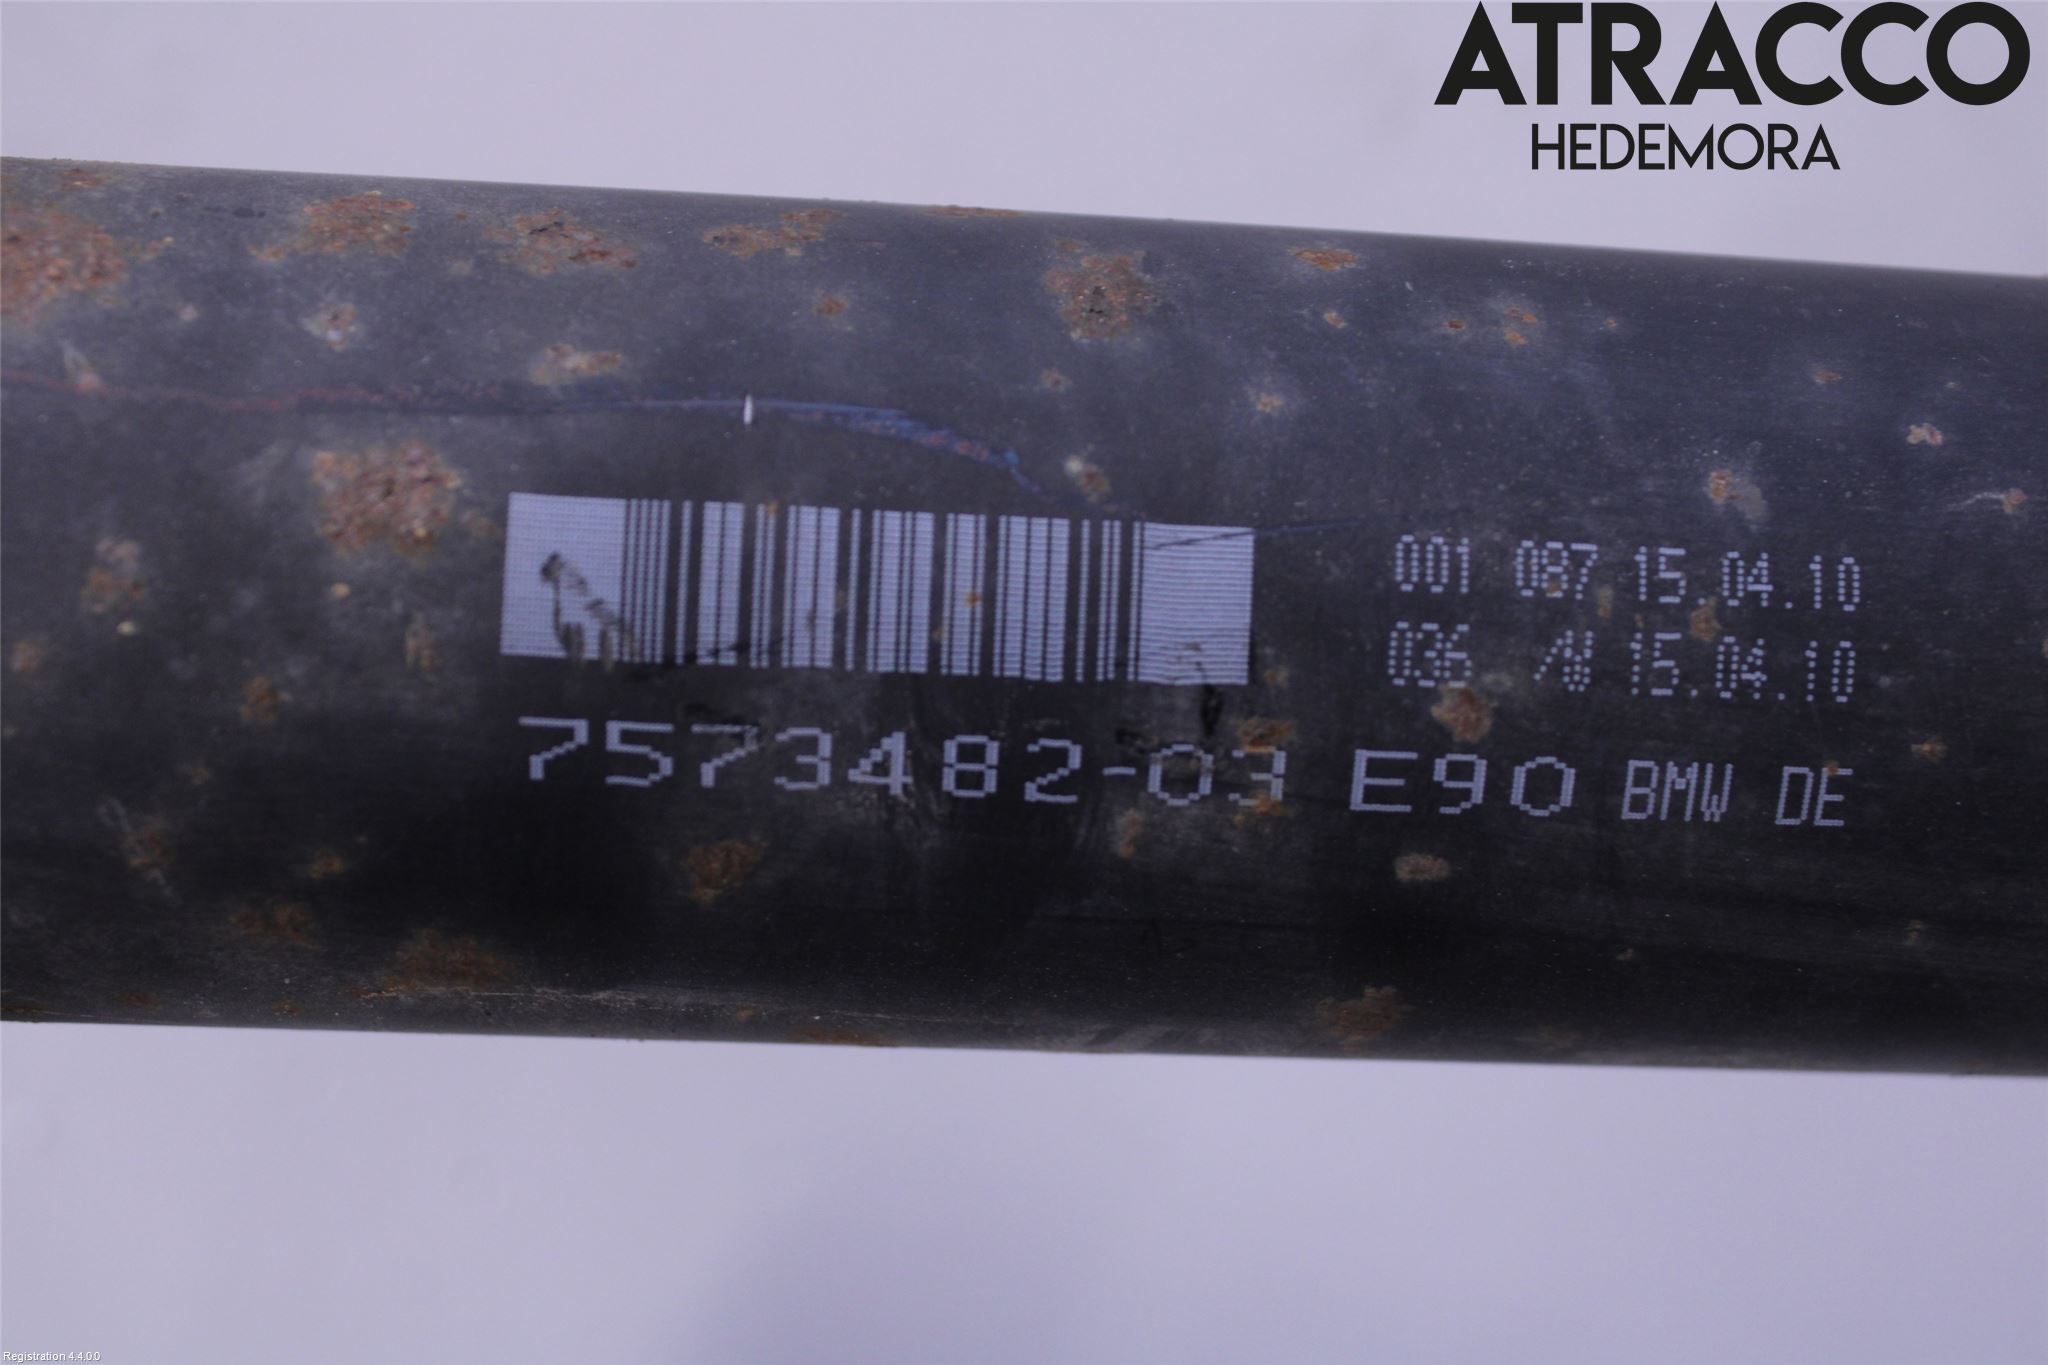 ATRACCO
HEDEMORA
001 087 15.04.10
036 15.04.10
7573482-03 E90 BMW DE
Registration 4.4.0.0